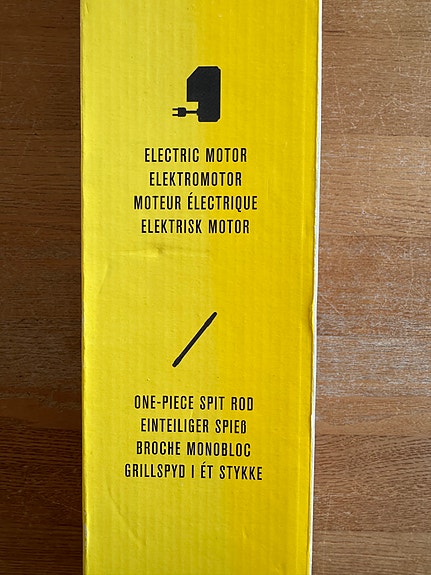 ELECTRIC MOTOR
ELEKTROMOTOR
MOTEUR ÉLECTRIQUE
ELEKTRISK MOTOR
ONE-PIECE SPIT ROD
EINTEILIGER SPIEß
BROCHE MONOBLOC
GRILLSPYD I ÉT STYKKE